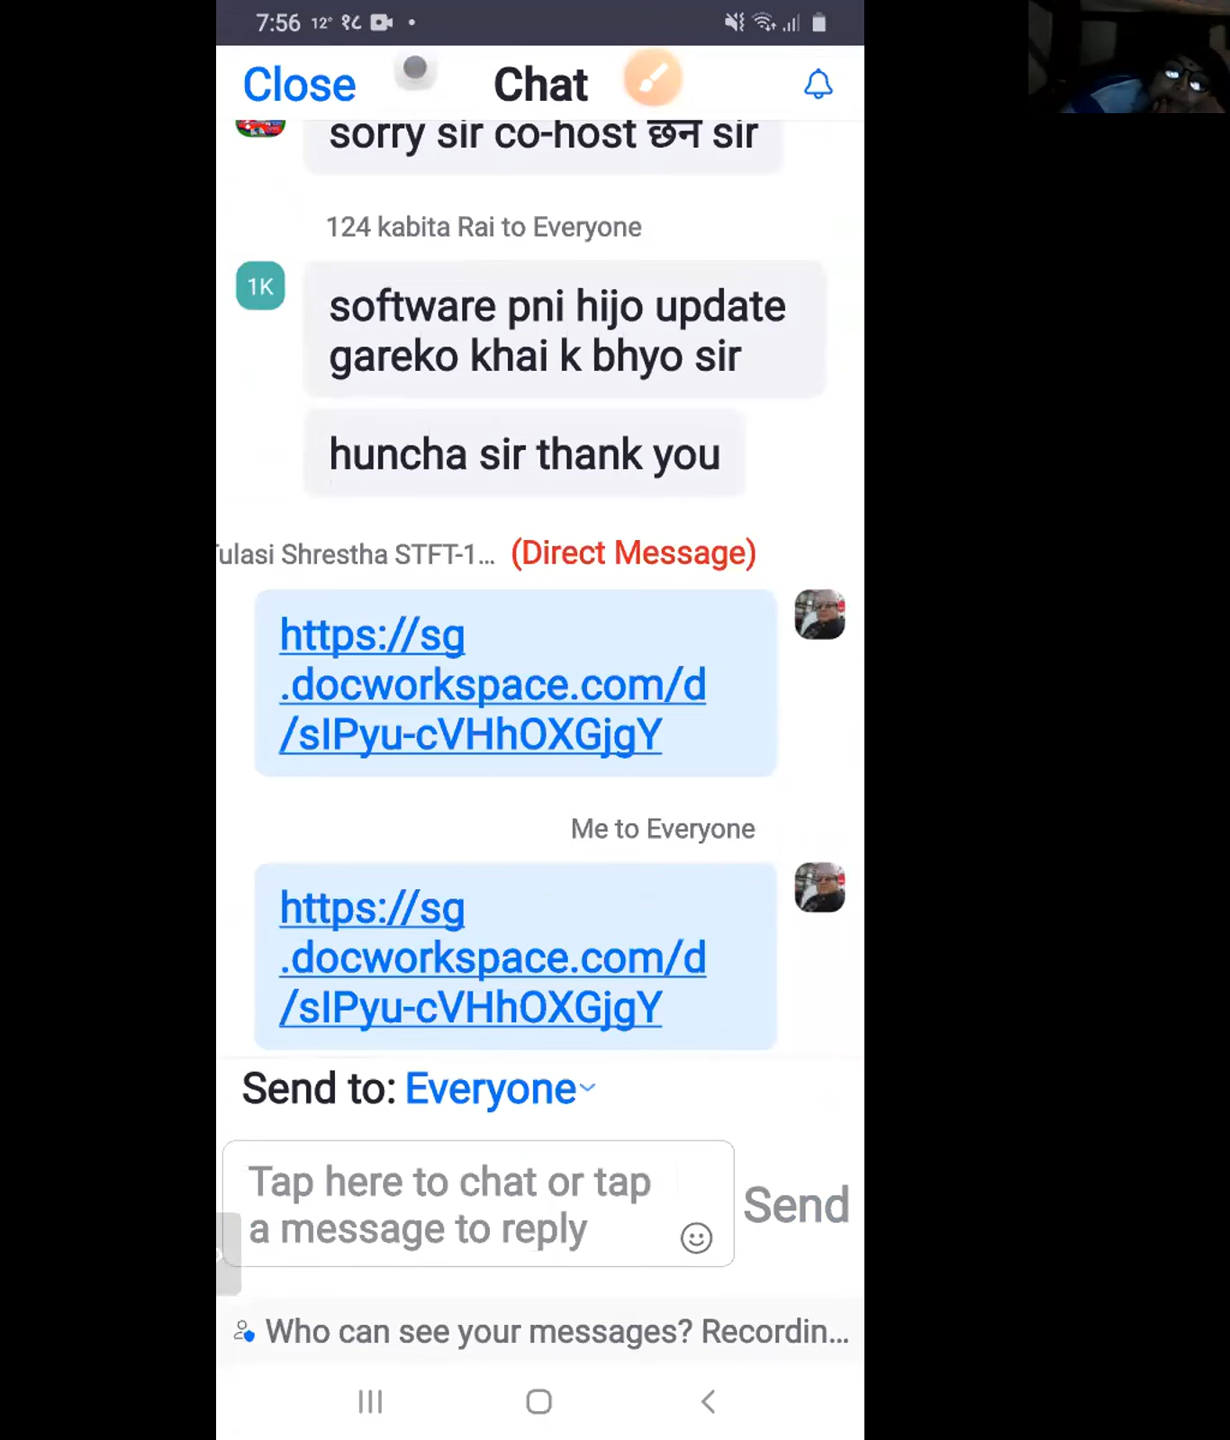 7:56 12° १८
Close Chat
sorry sir co-host छन sir
124 kabita Rai to Everyone
1K
software pni hijo update
gareko khai k bhyo sir
huncha sir thank you
ulasi Shrestha STFT-1... (Direct Message)
https://sg
.docworkspace.com/d
/sIPyu-cVHhOXGjgY
Me to Everyone
https://sg
.docworkspace.com/d
/sIPyu-cVHhOXGjgY
Send to: Everyone
Tap here to chat or tap
a message to reply
Send
Who can see your messages? Recordin...